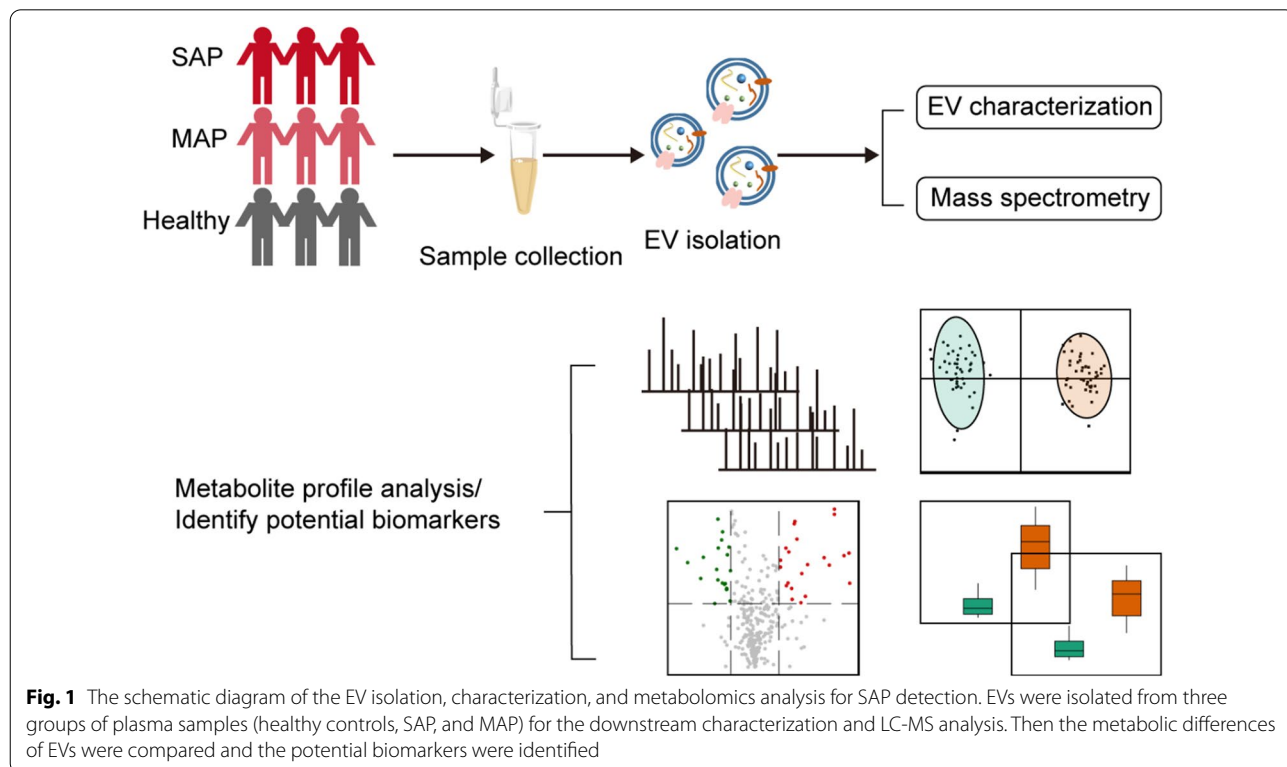 SAP
MAP
Healthy
Sample collection
EV isolation
EV characterization
Mass spectrometry
Metabolite profile analysis/
Identify potential biomarkers
Fig. 1 The schematic diagram of the EV isolation, characterization, and metabolomics analysis for SAP detection. EVs were isolated from three
groups of plasma samples (healthy controls, SAP, and MAP) for the downstream characterization and LC-MS analysis. Then the metabolic differences
of EVs were compared and the potential biomarkers were identified